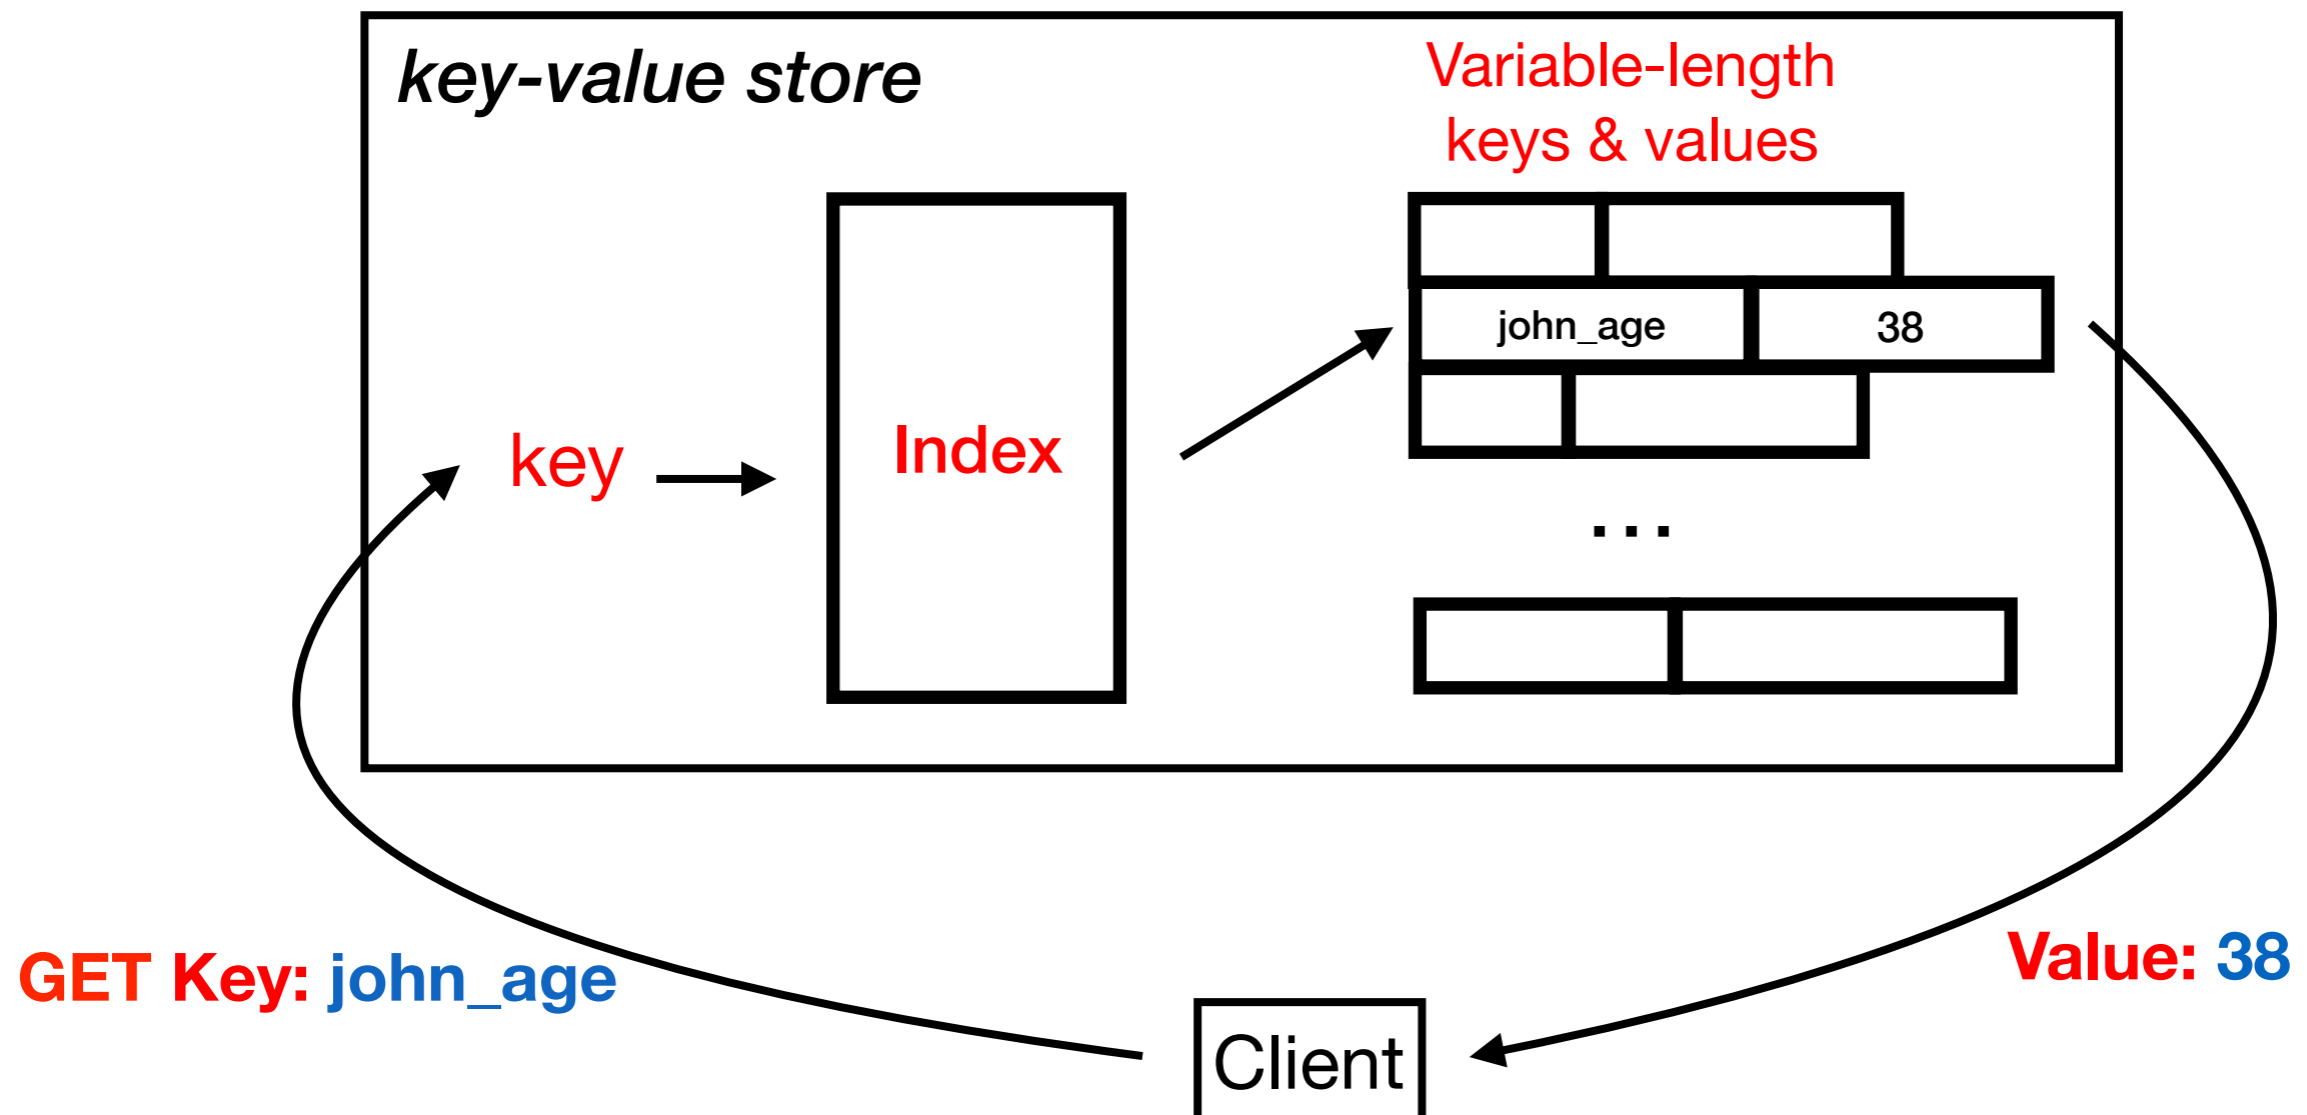 key-value store
Variable-length
keys & values
john_age 38
key
Index
...
GET Key: john_age
Value: 38
Client